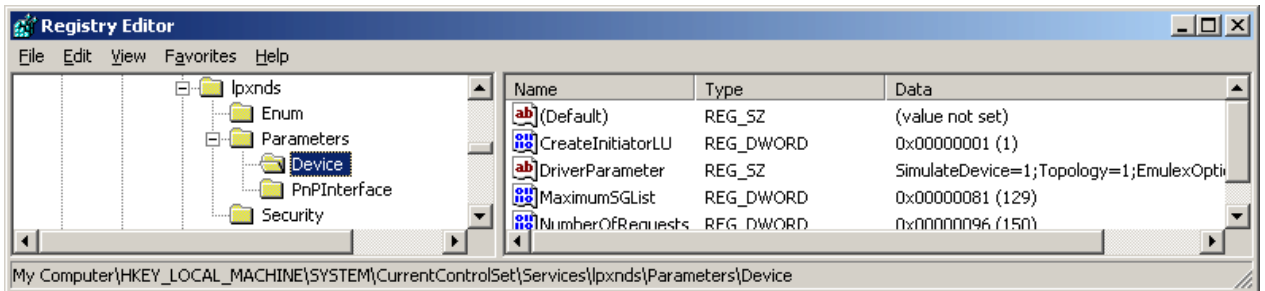 Registry Editor
File Edit View Favorites Help
lpxnds
Enum
Parameters
Device
PnPInterface
Security
Name Type Data
(Default) REG_SZ (value not set)
CreateInitiatorLU REG_DWORD 0x00000001 (1)
DriverParameter REG_SZ SimulateDevice=1;Topology=1;EmulexOpti
MaximumSGList REG_DWORD 0x00000081 (129)
NumberOfRequests REG_DWORD 0x00000096 (150)
My Computer\HKEY_LOCAL_MACHINE\SYSTEM\CurrentControlSet\Services\lpxnds\Parameters\Device